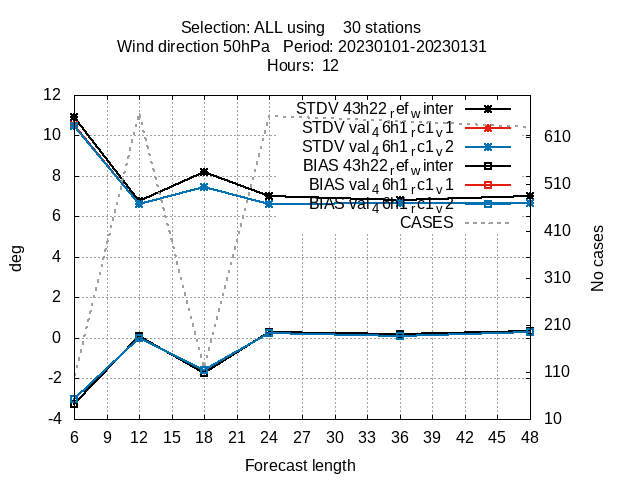 Selection: ALL using    30 stations
Wind direction 50hPa   Period: 20230101-20230131
Hours:  12
STDV 43h22_ref_winter
STDV val_46h1_rc1_v1
STDV val_46h1_rc1_v2
BIAS 43h22_ref_winter
BIAS val_46h1_rc1_v1
BIAS val_46h1_rc1_v2
CASES
deg
12
10
8
6
4
2
0
-2
-4
No cases
610
510
410
310
210
110
10
6 9 12 15 18 21 24 27 30 33 36 39 42 45 48
Forecast length